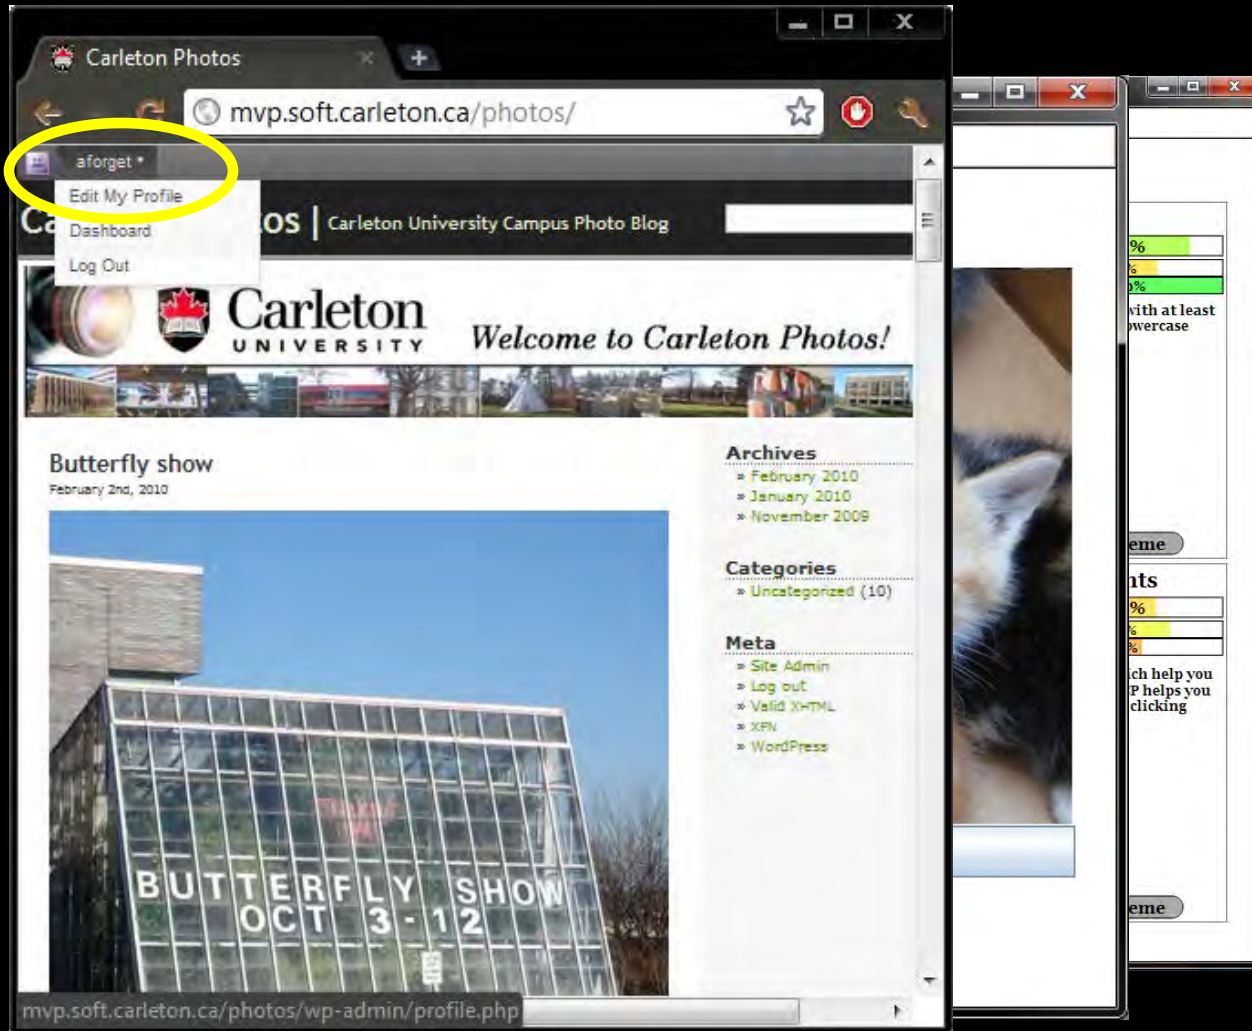 Carleton Photos
mvp.soft.carleton.ca/photos/
aforget
Edit My Profile
Dashboard
Log Out
Ca
os | Carleton University Campus Photo Blog
Carleton
UNIVERSITY
Welcome to Carleton Photos!
Butterfly show
February 2nd, 2010
BUTTERFLY SHOW
OCT 3-12
Archives
» February 2010
» January 2010
» November 2009
Categories
» Uncategorized (10)
Meta
» Site Admin
» Log out
» Valid XHTML
» XFN
» WordPress
mvp.soft.carleton.ca/photos/wp-admin/profile.php
%
%
%
with at least
owercase
eme
nts
%
%
%
ich help you
P helps you
clicking
eme